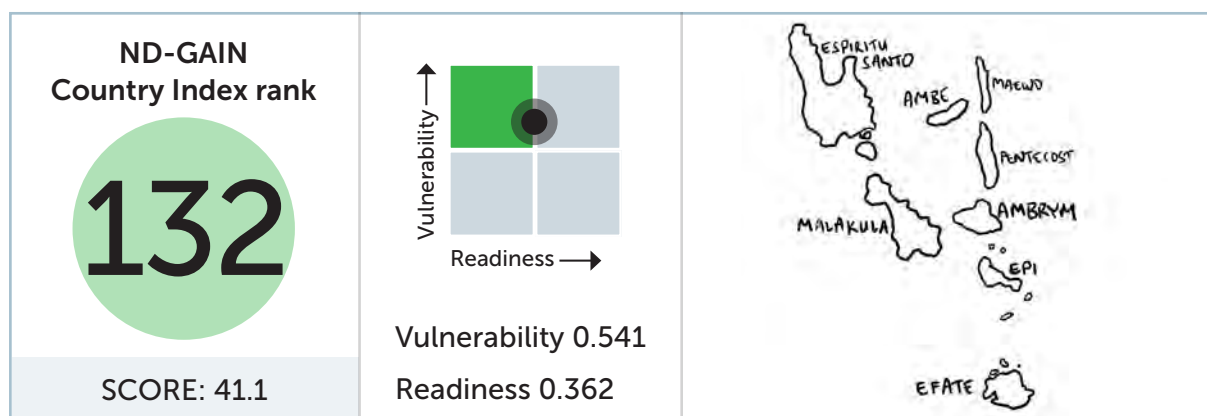 ND-GAIN
Country Index rank
132
SCORE: 41.1
Vulnerability
Readiness
Vulnerability 0.541
Readiness 0.362
ESPIRITU
SANTO
AMBE
MAEWO
PENTECOST
MALAKULA
AMBRYM
EPI
EFATE